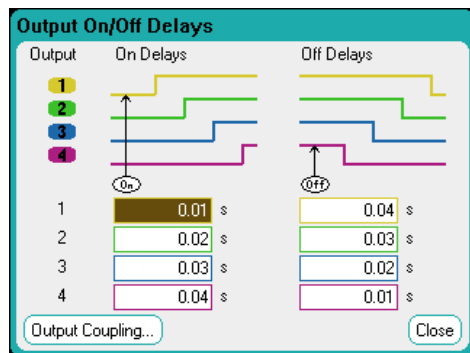 Output On/Off Delays
Output On Delays Off Delays
1
2
3
4
On Off
1 0.01 s 0.04 s
2 0.02 s 0.03 s
3 0.03 s 0.02 s
4 0.04 s 0.01 s
Output Coupling... Close